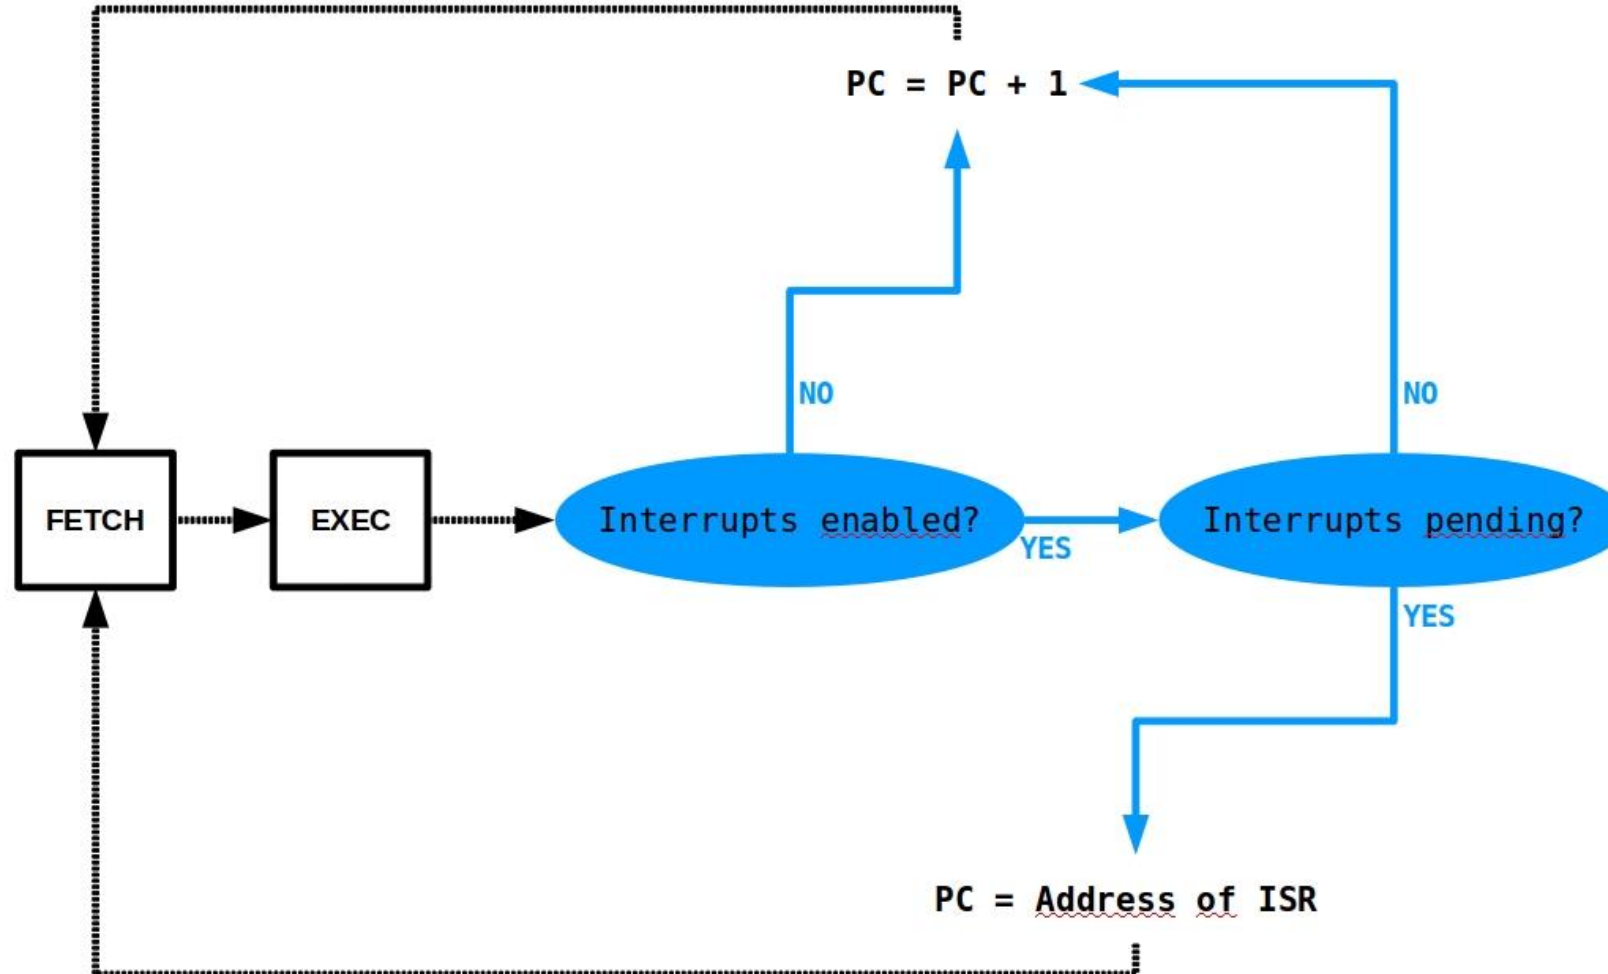 PC = PC + 1
NO
NO
FETCH
EXEC
Interrupts enabled?
YES
Interrupts pending?
YES
PC = Address of ISR